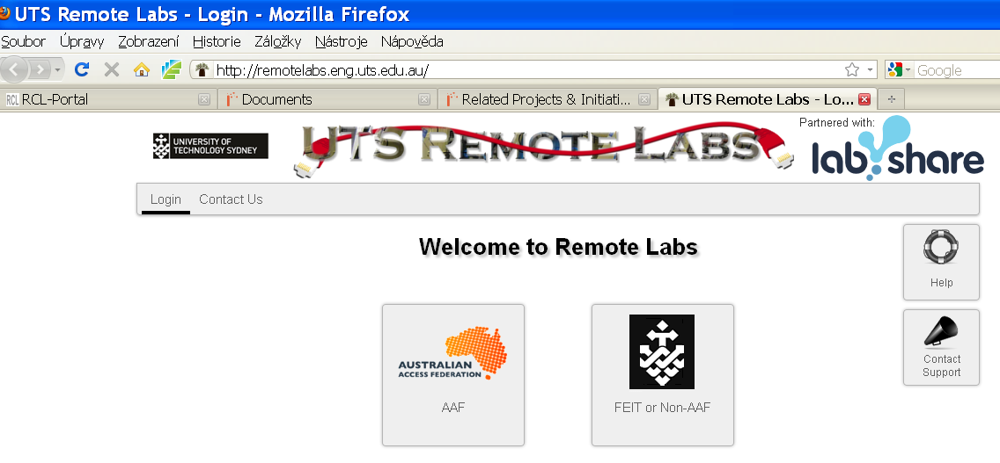 UTS Remote Labs - Login - Mozilla Firefox
Soubor Úpravy Zobrazení Historie Záložky Nástroje Nápověda
http://remotelabs.eng.uts.edu.au/ Google
RCL RCL-Portal Documents Related Projects & Initiati... UTS Remote Labs - Lo...
UNIVERSITY OF
TECHNOLOGY SYDNEY
UTS REMOTE LABS
Partnered with:
labshare
Login Contact Us
Welcome to Remote Labs
Help
AUSTRALIAN
ACCESS FEDERATION
AAF
FEIT or Non-AAF
Contact
Support